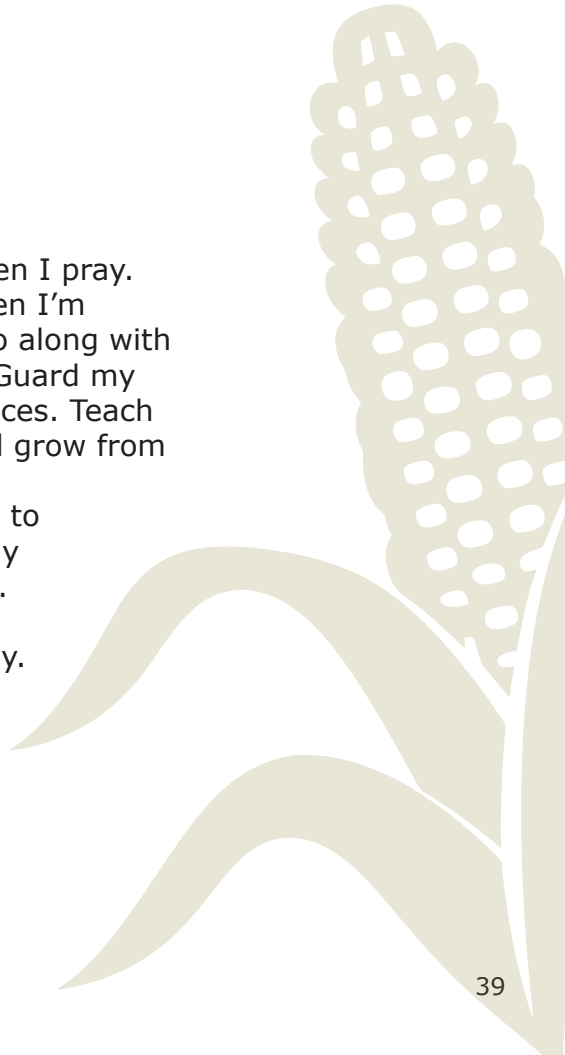 en I pray.
en I’m
o along with
Guard my
ces. Teach
l grow from
to
y
.
y.
39